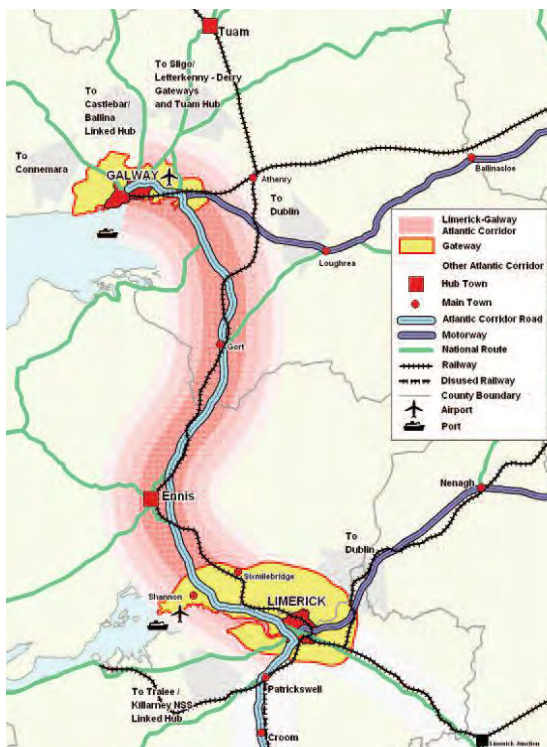 Tuam
To Sligo/
Letterkenny - Derry
Gateways
and Tuam Hub
To
Castlebar/
Ballina
Linked Hub
To
Connemara
GALWAY
Athenry
Ballinasloe
To
Dublin
Loughrea
Limerick-Galway
Atlantic Corridor
Gateway
Other Atlantic Corridor
Hub Town
Main Town
Atlantic Corridor Road
Motorway
National Route
Railway
Disused Railway
County Boundary
Airport
Port
Gort
Ennis
Nenagh
To
Dublin
Sixmilebridge
Shannon
LIMERICK
To Tralee /
Killarney NSS
Linked Hub
Patrickswell
Croom
Limerick Junction